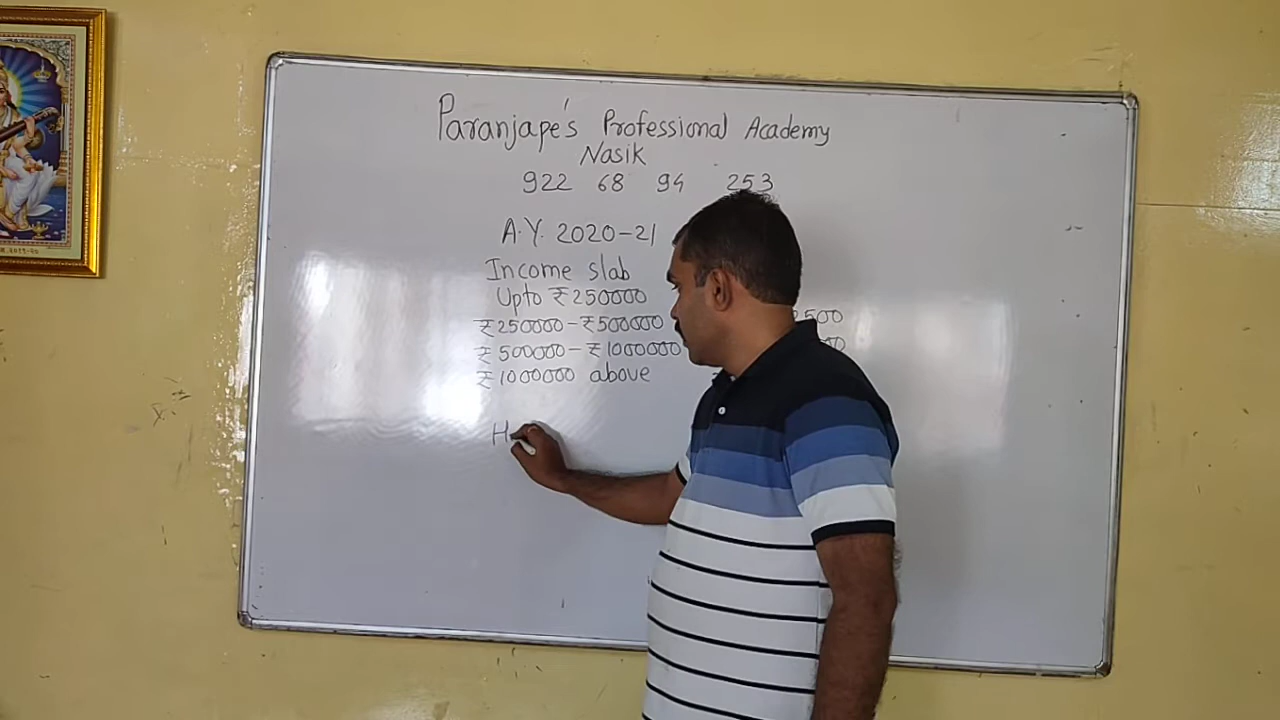 Paranjape's Professional Academy
Nasik
922 68 94 253
A.Y. 2020-21
Income slab
Upto ₹250000
₹250000-₹500000 2500
₹500000-₹1000000
₹1000000 above
H